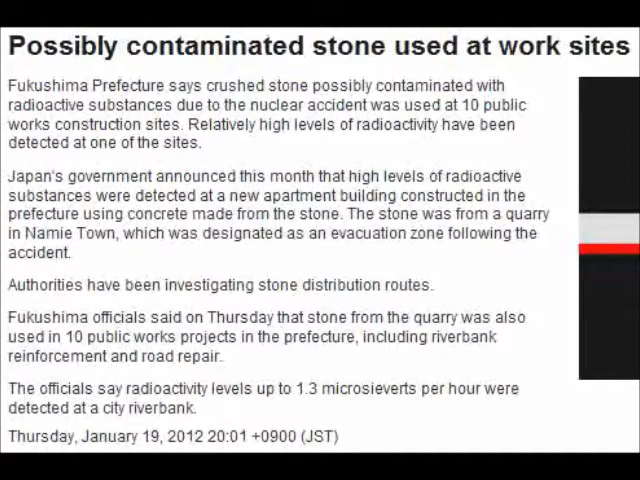 Possibly contaminated stone used at work sites
Fukushima Prefecture says crushed stone possibly contaminated with
radioactive substances due to the nuclear accident was used at 10 public
works construction sites. Relatively high levels of radioactivity have been
detected at one of the sites.
Japan's government announced this month that high levels of radioactive
substances were detected at a new apartment building constructed in the
prefecture using concrete made from the stone. The stone was from a quarry
in Namie Town, which was designated as an evacuation zone following the
accident.
Authorities have been investigating stone distribution routes.
Fukushima officials said on Thursday that stone from the quarry was also
used in 10 public works projects in the prefecture, including riverbank
reinforcement and road repair.
The officials say radioactivity levels up to 1.3 microsieverts per hour were
detected at a city riverbank.
Thursday, January 19, 2012 20:01 +0900 (JST)